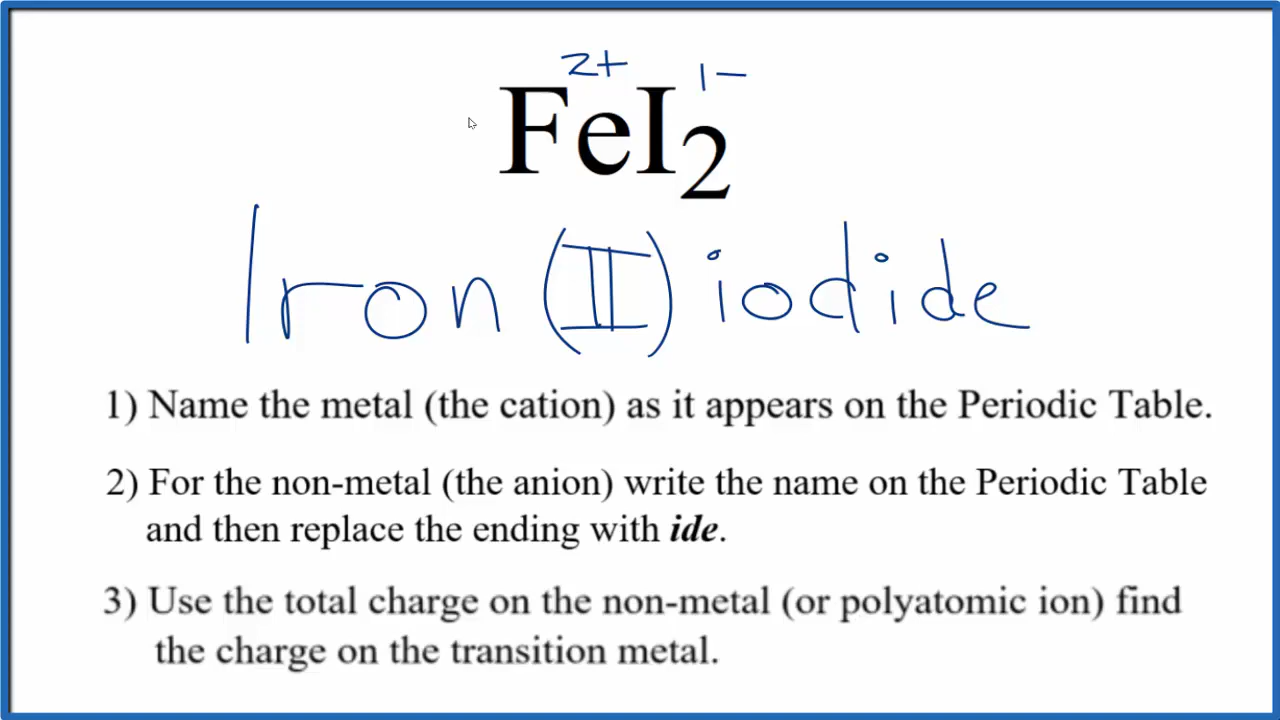 2+ 1-
FeI₂
Iron (II) iodide
1) Name the metal (the cation) as it appears on the Periodic Table.
2) For the non-metal (the anion) write the name on the Periodic Table
and then replace the ending with ide.
3) Use the total charge on the non-metal (or polyatomic ion) find
the charge on the transition metal.